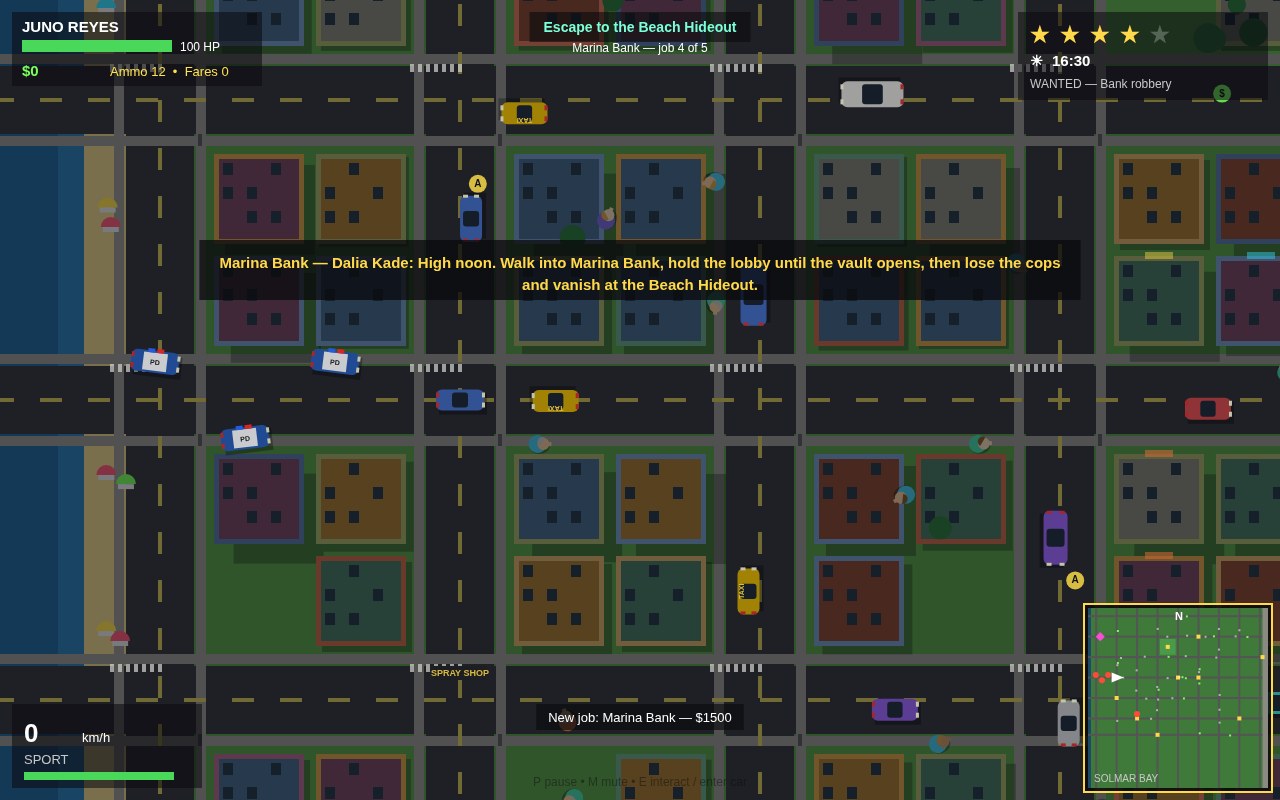 JUNO REYES
100 HP
$0
Ammo 12 • Fares 0
Escape to the Beach Hideout
Marina Bank — job 4 of 5
16:30
WANTED — Bank robbery
$
TAXI
A
Marina Bank — Dalia Kade: High noon. Walk into Marina Bank, hold the lobby until the vault opens, then lose the cops
and vanish at the Beach Hideout.
PD
PD
TAXI
PD
TAXI
A
SPRAY SHOP
New job: Marina Bank — $1500
0
km/h
SPORT
P pause • M mute • E interact / enter car
N
SOLMAR BAY